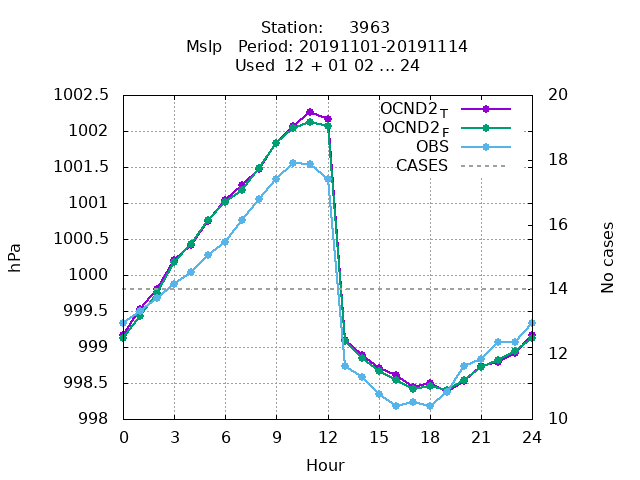 Station: 3963
Mslp Period: 20191101-20191114
Used 12 + 01 02 ... 24
1002.5
1002
1001.5
1001
1000.5
1000
999.5
999
998.5
998
20
18
16
14
12
10
OCND2T
OCND2F
OBS
CASES
hPa
No cases
0 3 6 9 12 15 18 21 24
Hour